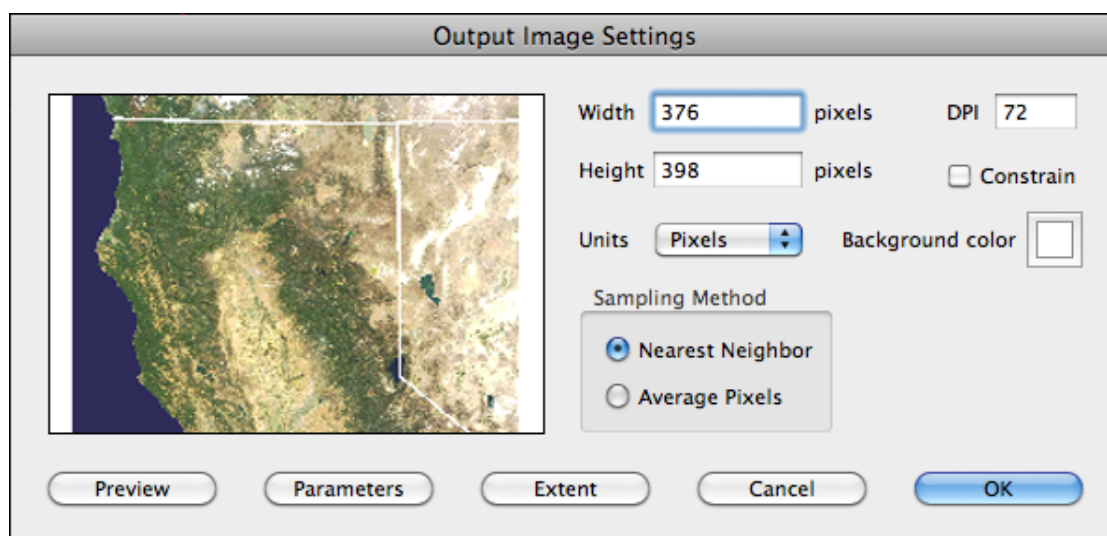 Output Image Settings
Width 376 pixels DPI 72
Height 398 pixels Constrain
Units Pixels Background color
Sampling Method
Nearest Neighbor
Average Pixels
Preview Parameters Extent Cancel OK